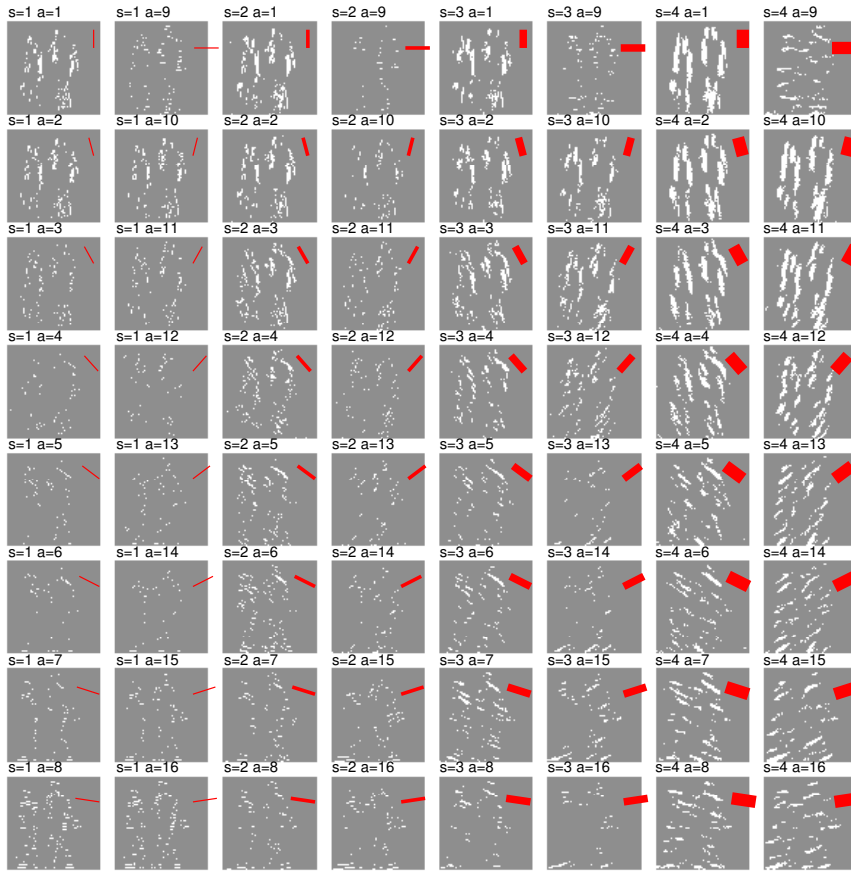 s=1 a=1 s=1 a=9 s=2 a=1 s=2 a=9 s=3 a=1 s=3 a=9 s=4 a=1 s=4 a=9
s=1 a=2 s=1 a=10 s=2 a=2 s=2 a=10 s=3 a=2 s=3 a=10 s=4 a=2 s=4 a=10
s=1 a=3 s=1 a=11 s=2 a=3 s=2 a=11 s=3 a=3 s=3 a=11 s=4 a=3 s=4 a=11
s=1 a=4 s=1 a=12 s=2 a=4 s=2 a=12 s=3 a=4 s=3 a=12 s=4 a=4 s=4 a=12
s=1 a=5 s=1 a=13 s=2 a=5 s=2 a=13 s=3 a=5 s=3 a=13 s=4 a=5 s=4 a=13
s=1 a=6 s=1 a=14 s=2 a=6 s=2 a=14 s=3 a=6 s=3 a=14 s=4 a=6 s=4 a=14
s=1 a=7 s=1 a=15 s=2 a=7 s=2 a=15 s=3 a=7 s=3 a=15 s=4 a=7 s=4 a=15
s=1 a=8 s=1 a=16 s=2 a=8 s=2 a=16 s=3 a=8 s=3 a=16 s=4 a=8 s=4 a=16